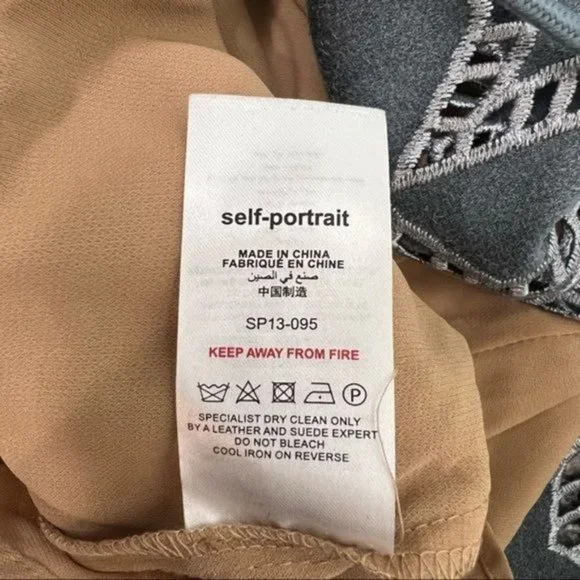 self-portrait
MADE IN CHINA
FABRIQUÉ EN CHINE
صنع في الصين
中国制造
SP13-095
KEEP AWAY FROM FIRE
P
SPECIALIST DRY CLEAN ONLY
BY A LEATHER AND SUEDE EXPERT
DO NOT BLEACH
COOL IRON ON REVERSE